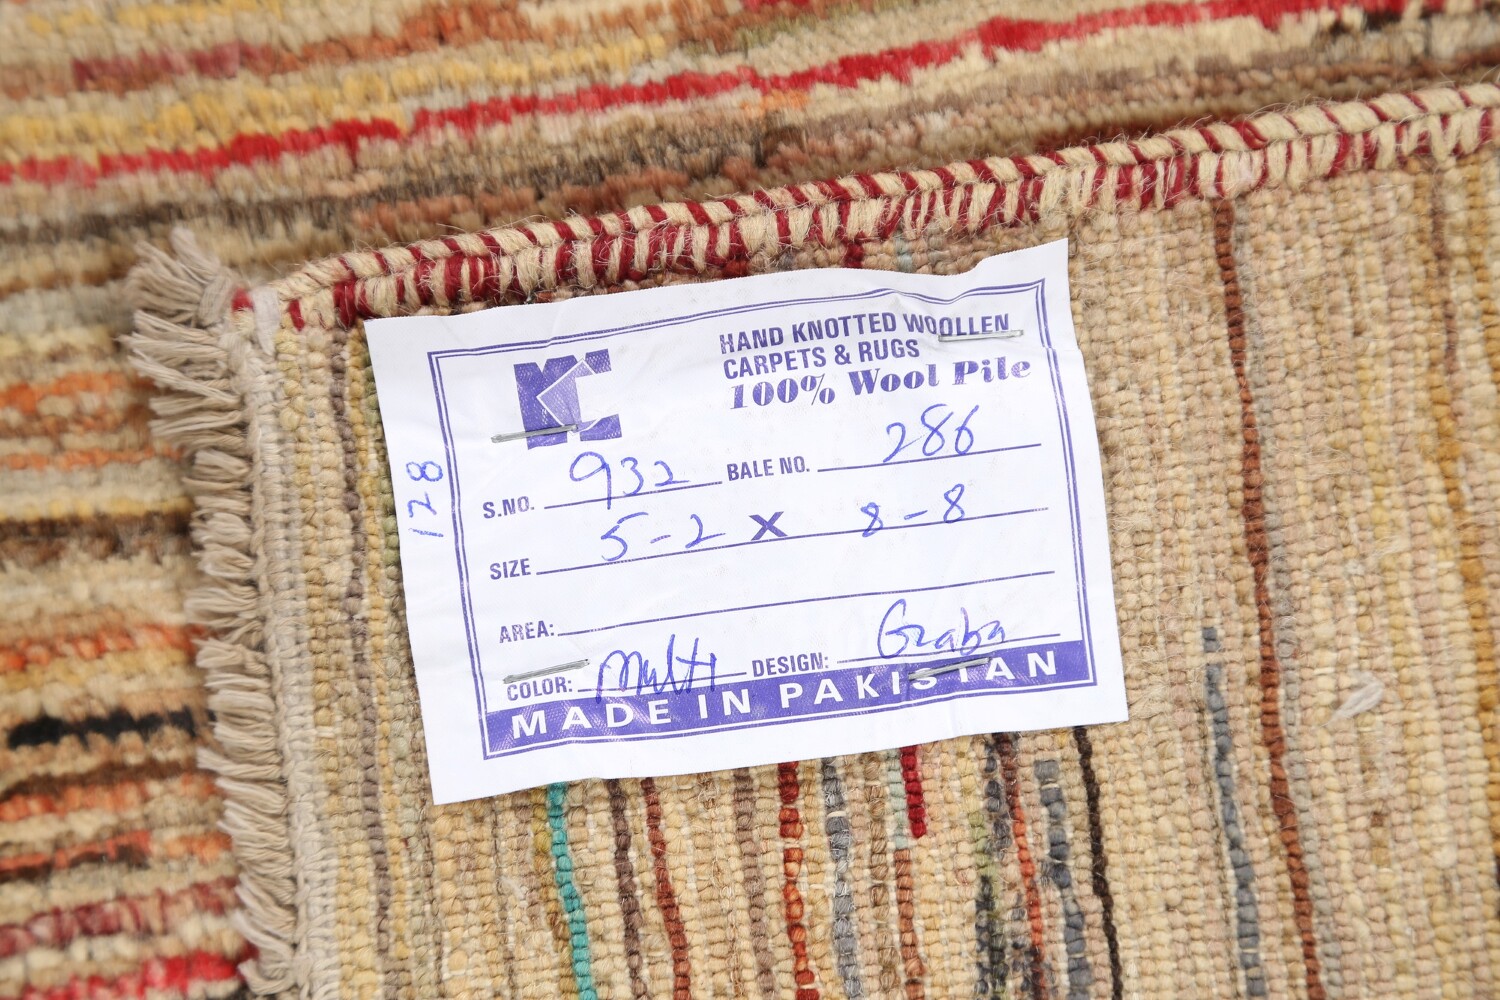 HAND KNOTTED WOOLLEN
CARPETS & RUGS
100% Wool Pile
S.NO. 932 BALE NO. 286
SIZE 5-2 X 8-8
AREA:
COLOR: Multi DESIGN: Graba
MADE IN PAKISTAN
128